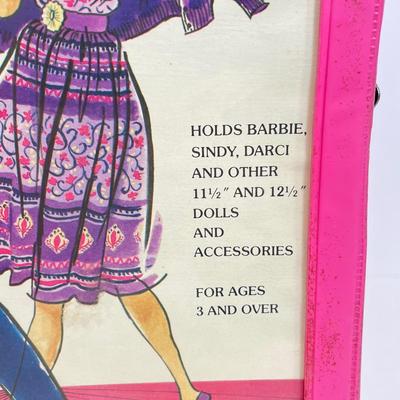 HOLDS BARBIE,
SINDY, DARCI
AND OTHER
11½″ AND 12½″
DOLLS
AND
ACCESSORIES
FOR AGES
3 AND OVER